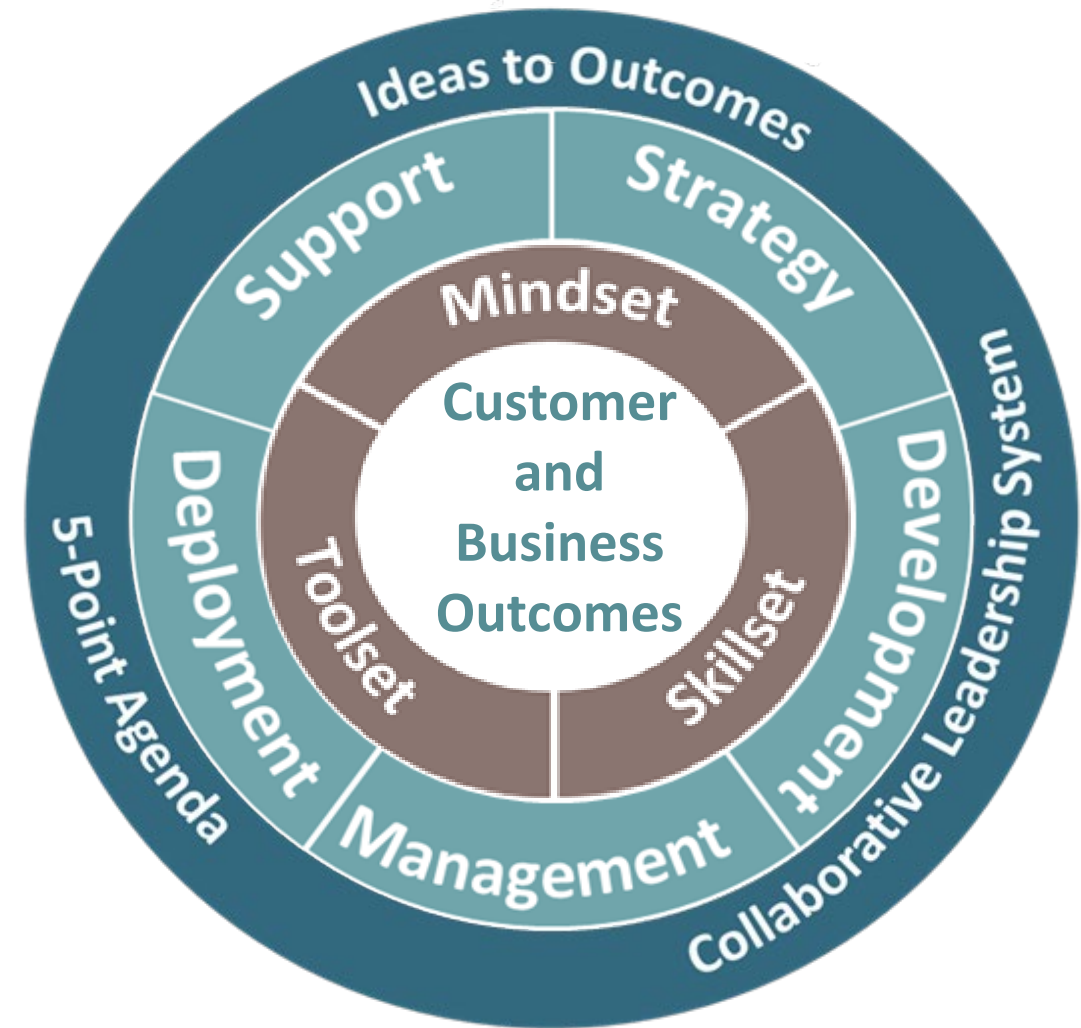 Ideas to Outcomes
Collaborative Leadership System
5-Point Agenda
Strategy
Development
Management
Deployment
Support
Mindset
Skillset
Toolset
Customer
and
Business
Outcomes